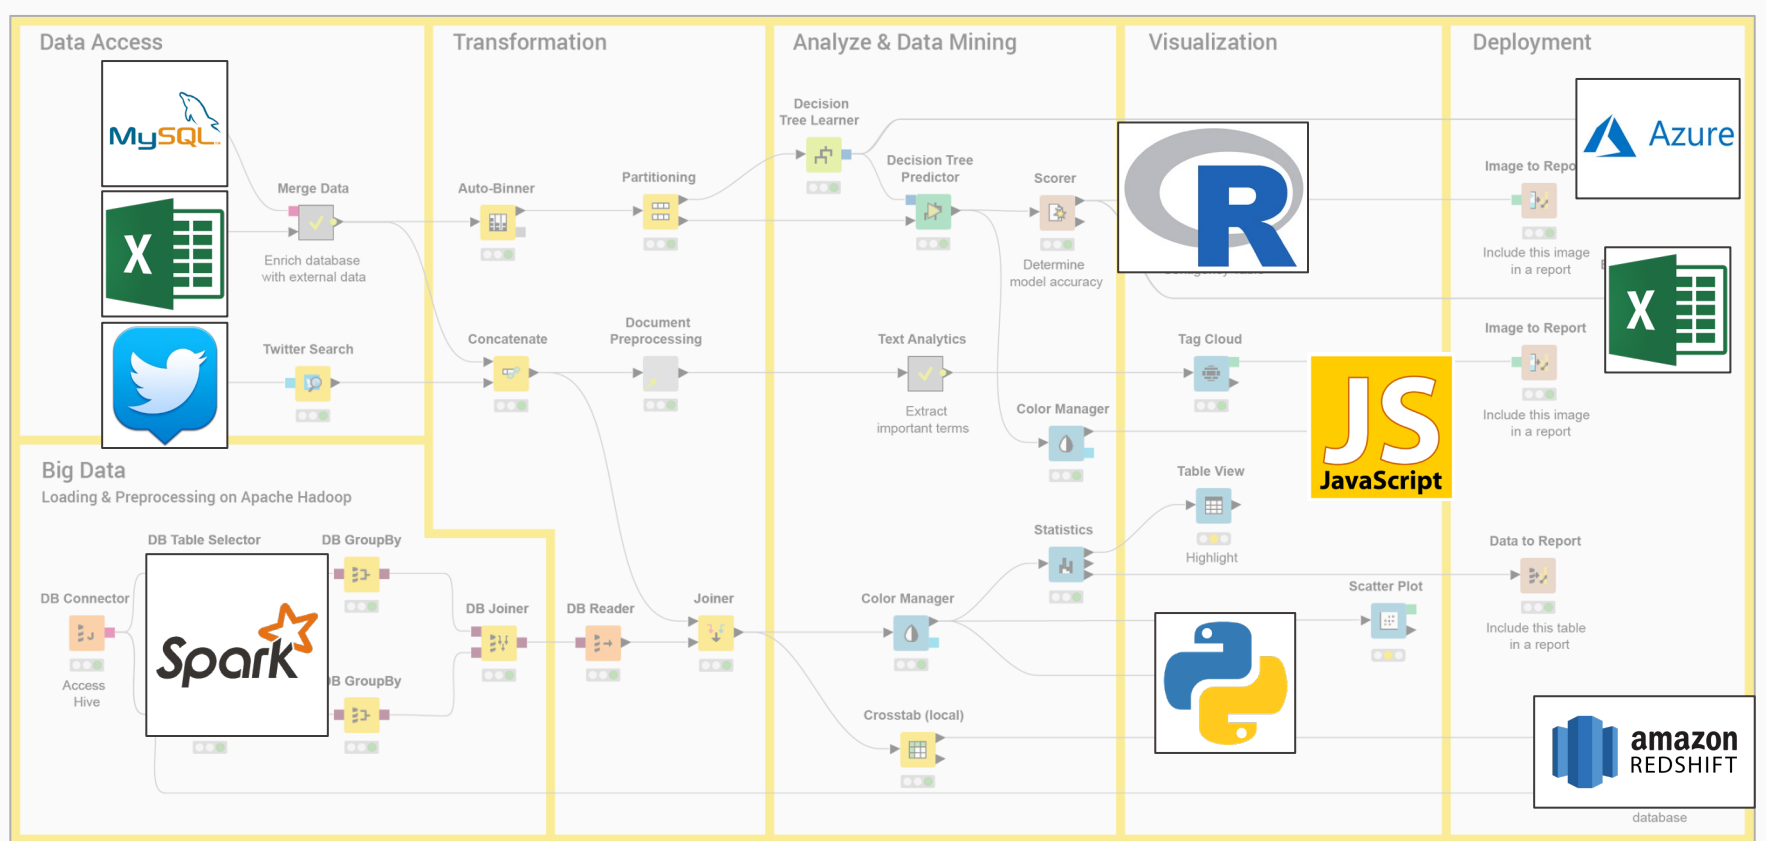 Data Access
Transformation
Analyze & Data Mining
Visualization
Deployment
MySQL
Merge Data
Enrich database
with external data
X
Twitter Search
Auto-Binner
Partitioning
Concatenate
Document
Preprocessing
Decision
Tree Learner
Decision Tree
Predictor
Scorer
Determine
model accuracy
Text Analytics
Extract
important terms
Color Manager
R
Tag Cloud
JS
JavaScript
Table View
Highlight
Azure
Image to Repo
Include this image
in a report
X
Image to Report
Include this image
in a report
Big Data
Loading & Preprocessing on Apache Hadoop
DB Table Selector
DB GroupBy
DB Connector
Access
Hive
Spark
B GroupBy
DB Joiner
DB Reader
Joiner
Color Manager
Statistics
Crosstab (local)
Scatter Plot
Data to Report
Include this table
in a report
amazon
REDSHIFT
database